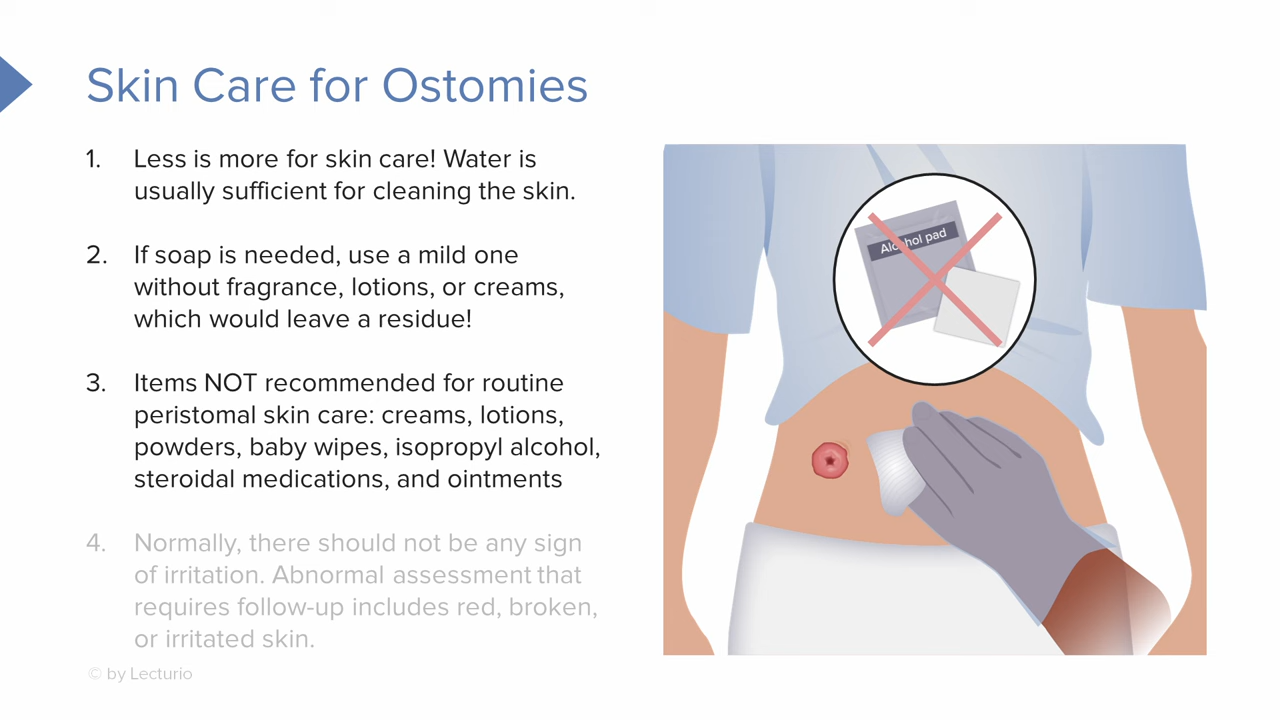 Skin Care for Ostomies
1. Less is more for skin care! Water is
usually sufficient for cleaning the skin.
2. If soap is needed, use a mild one
without fragrance, lotions, or creams,
which would leave a residue!
3. Items NOT recommended for routine
peristomal skin care: creams, lotions,
powders, baby wipes, isopropyl alcohol,
steroidal medications, and ointments
4. Normally, there should not be any sign
of irritation. Abnormal assessment that
requires follow-up includes red, broken,
or irritated skin.
© by Lecturio
Alcohol pad